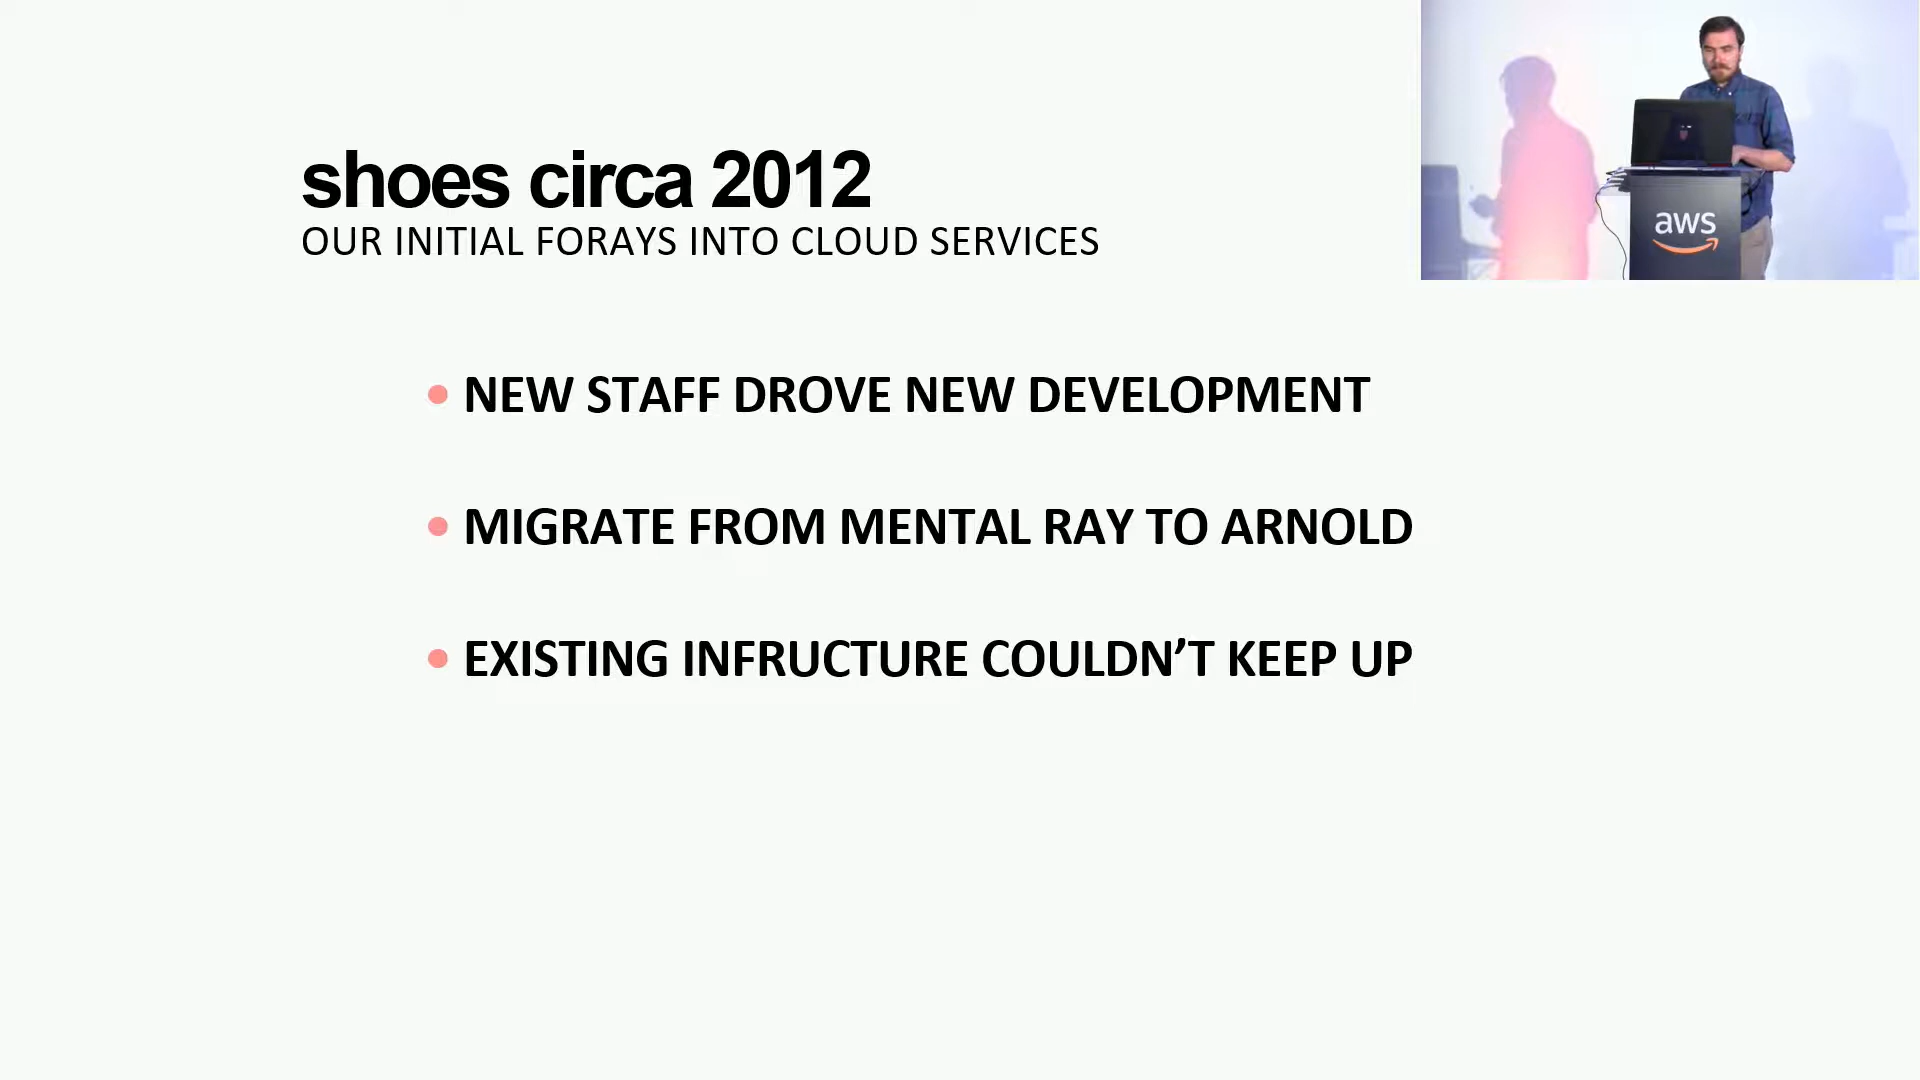 shoes circa 2012
OUR INITIAL FORAYS INTO CLOUD SERVICES
• NEW STAFF DROVE NEW DEVELOPMENT
• MIGRATE FROM MENTAL RAY TO ARNOLD
• EXISTING INFRUCTURE COULDN’T KEEP UP
aws